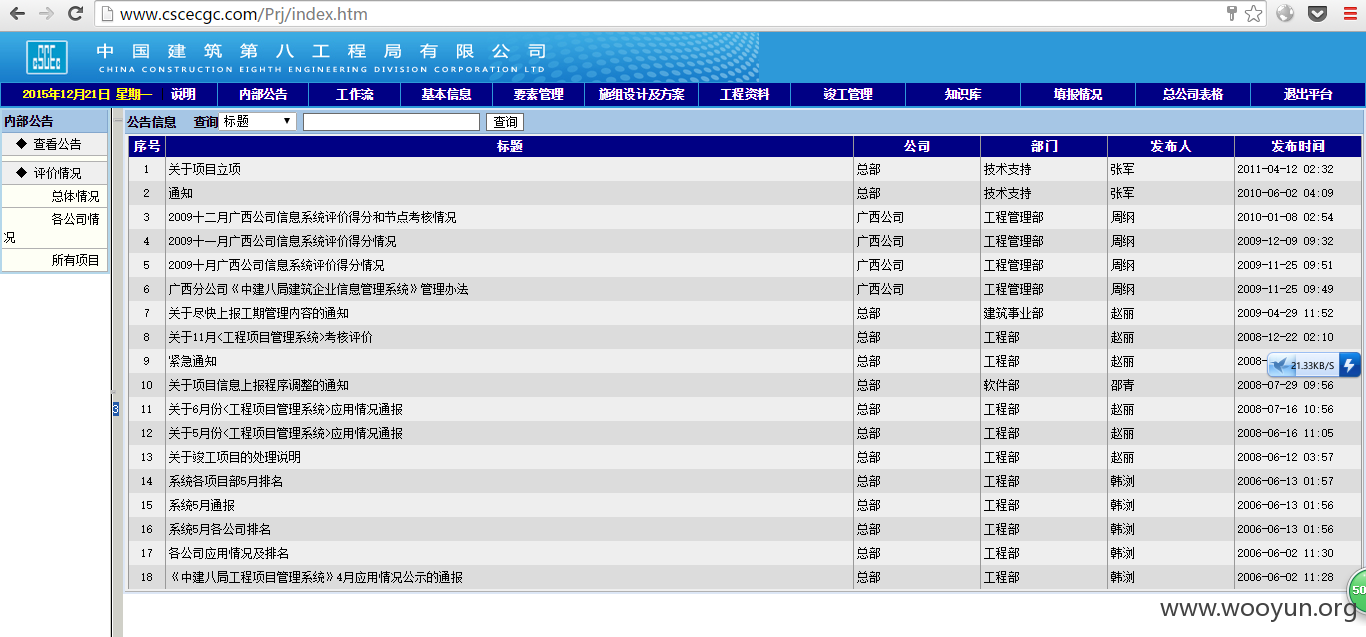 www.cscecgc.com/Prj/index.htm
CSCEC
中国建筑第八工程局有限公司
CHINA CONSTRUCTION EIGHTH ENGINEERING DIVISION CORPORATION LTD
2015年12月21日 星期一 说明 内部公告 工作流 基本信息 要素管理 施组设计及方案 工程资料 竣工管理 知识库 填报情况 总公司表格 退出平台
内部公告
◆ 查看公告
◆ 评价情况
总体情况
各公司情
况
所有项目
公告信息 查询 标题 ▼ 查询
序号 标题 公司 部门 发布人 发布时间
1 关于项目立项 总部 技术支持 张军 2011-04-12 02:32
2 通知 总部 技术支持 张军 2010-06-02 04:09
3 2009十二月广西公司信息系统评价得分和节点考核情况 广西公司 工程管理部 周纲 2010-01-08 02:54
4 2009十一月广西公司信息系统评价得分情况 广西公司 工程管理部 周纲 2009-12-09 09:32
5 2009十月广西公司信息系统评价得分情况 广西公司 工程管理部 周纲 2009-11-25 09:51
6 广西分公司《中建八局建筑企业信息管理系统》管理办法 广西公司 工程管理部 周纲 2009-11-25 09:49
7 关于尽快上报工期管理内容的通知 总部 建筑事业部 赵丽 2009-04-29 11:52
8 关于11月<工程项目管理系统>考核评价 总部 工程部 赵丽 2008-12-22 02:10
9 紧急通知 总部 工程部 赵丽 2008-
21.33KB/S
10 关于项目信息上报程序调整的通知 总部 软件部 邵青 2008-07-29 09:56
11 关于6月份<工程项目管理系统>应用情况通报 总部 工程部 赵丽 2008-07-16 10:56
12 关于5月份<工程项目管理系统>应用情况通报 总部 工程部 赵丽 2008-06-16 11:05
13 关于竣工项目的处理说明 总部 工程部 赵丽 2008-06-12 03:57
14 系统各项目部5月排名 总部 工程部 韩浏 2006-06-13 01:57
15 系统5月通报 总部 工程部 韩浏 2006-06-13 01:56
16 系统5月各公司排名 总部 工程部 韩浏 2006-06-13 01:56
17 各公司应用情况及排名 总部 工程部 韩浏 2006-06-02 11:30
18 《中建八局工程项目管理系统》4月应用情况公示的通报 总部 工程部 韩浏 2006-06-02 11:28
3
50
www.wooyun.org